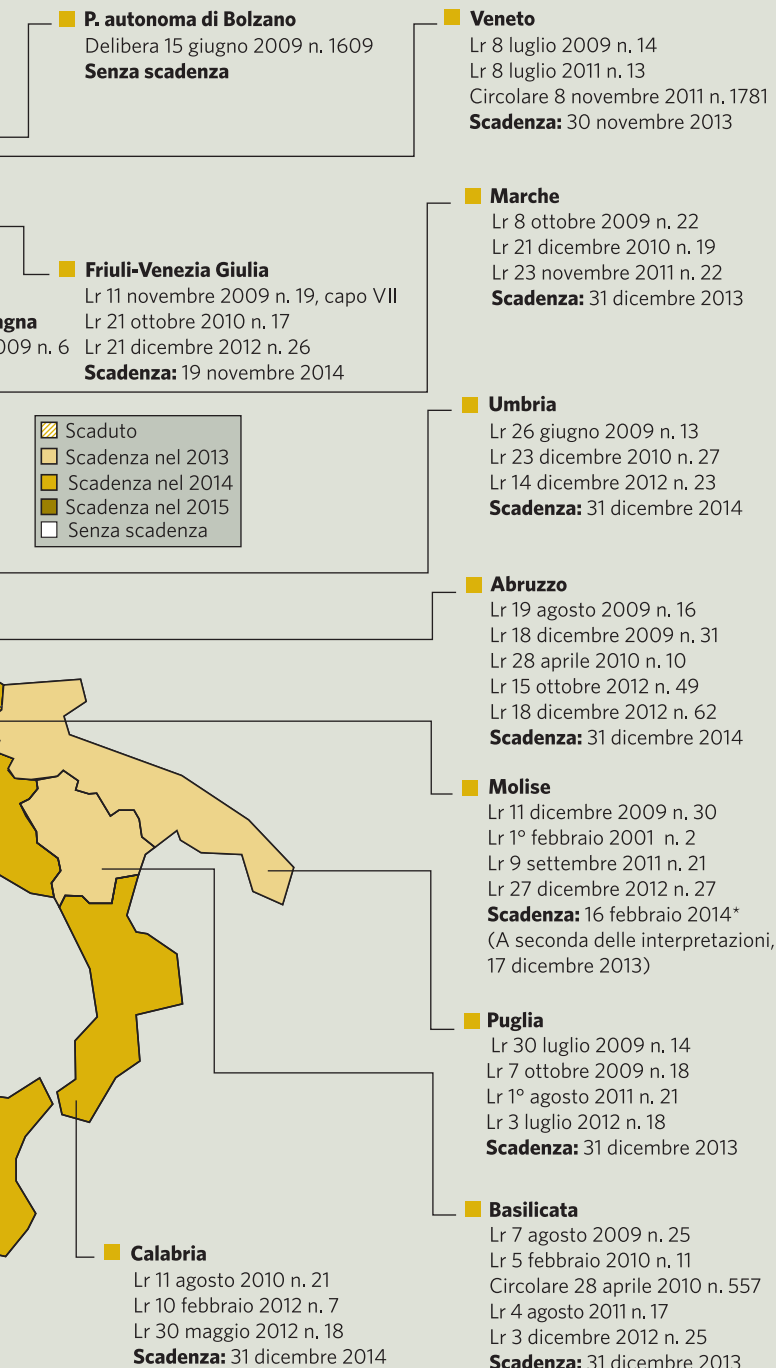 P. autonoma di Bolzano
Delibera 15 giugno 2009 n. 1609
Senza scadenza
Veneto
Lr 8 luglio 2009 n. 14
Lr 8 luglio 2011 n. 13
Circolare 8 novembre 2011 n. 1781
Scadenza: 30 novembre 2013
Marche
Lr 8 ottobre 2009 n. 22
Lr 21 dicembre 2010 n. 19
Lr 23 novembre 2011 n. 22
Scadenza: 31 dicembre 2013
agna
009 n. 6
Friuli-Venezia Giulia
Lr 11 novembre 2009 n. 19, capo VII
Lr 21 ottobre 2010 n. 17
Lr 21 dicembre 2012 n. 26
Scadenza: 19 novembre 2014
Scaduto
Scadenza nel 2013
Scadenza nel 2014
Scadenza nel 2015
Senza scadenza
Umbria
Lr 26 giugno 2009 n. 13
Lr 23 dicembre 2010 n. 27
Lr 14 dicembre 2012 n. 23
Scadenza: 31 dicembre 2014
Abruzzo
Lr 19 agosto 2009 n. 16
Lr 18 dicembre 2009 n. 31
Lr 28 aprile 2010 n. 10
Lr 15 ottobre 2012 n. 49
Lr 18 dicembre 2012 n. 62
Scadenza: 31 dicembre 2014
Molise
Lr 11 dicembre 2009 n. 30
Lr 1° febbraio 2001 n. 2
Lr 9 settembre 2011 n. 21
Lr 27 dicembre 2012 n. 27
Scadenza: 16 febbraio 2014*
(A seconda delle interpretazioni,
17 dicembre 2013)
Puglia
Lr 30 luglio 2009 n. 14
Lr 7 ottobre 2009 n. 18
Lr 1° agosto 2011 n. 21
Lr 3 luglio 2012 n. 18
Scadenza: 31 dicembre 2013
Basilicata
Lr 7 agosto 2009 n. 25
Lr 5 febbraio 2010 n. 11
Circolare 28 aprile 2010 n. 557
Lr 4 agosto 2011 n. 17
Lr 3 dicembre 2012 n. 25
Scadenza: 31 dicembre 2013
Calabria
Lr 11 agosto 2010 n. 21
Lr 10 febbraio 2012 n. 7
Lr 30 maggio 2012 n. 18
Scadenza: 31 dicembre 2014